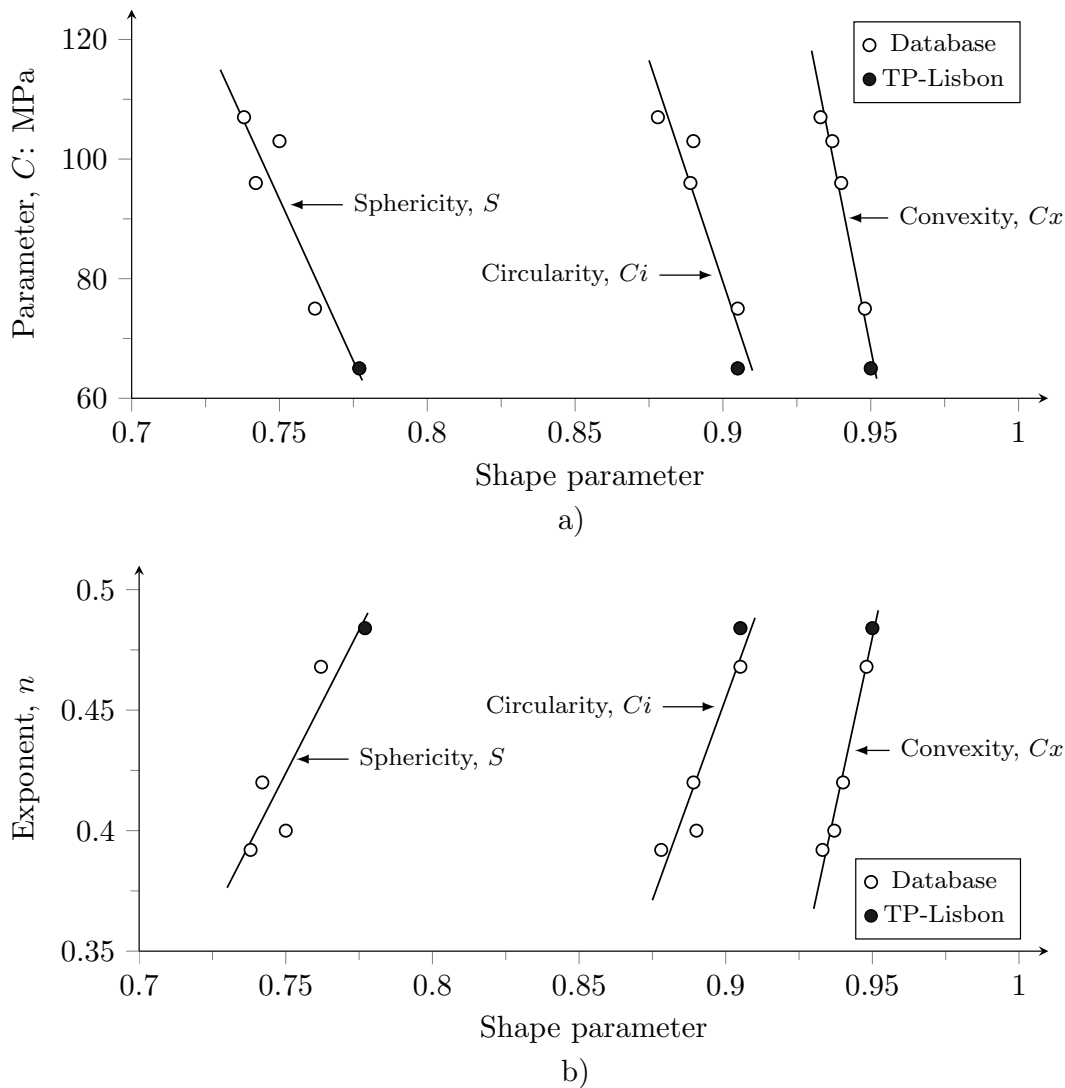 120
100
80
60
Parameter, C: MPa
Database
TP-Lisbon
Sphericity, S
Circularity, Ci
Convexity, Cx
0.7 0.75 0.8 0.85 0.9 0.95 1
Shape parameter
a)
0.5
0.45
0.4
0.35
Exponent, n
Circularity, Ci
Sphericity, S
Convexity, Cx
Database
TP-Lisbon
0.7 0.75 0.8 0.85 0.9 0.95 1
Shape parameter
b)